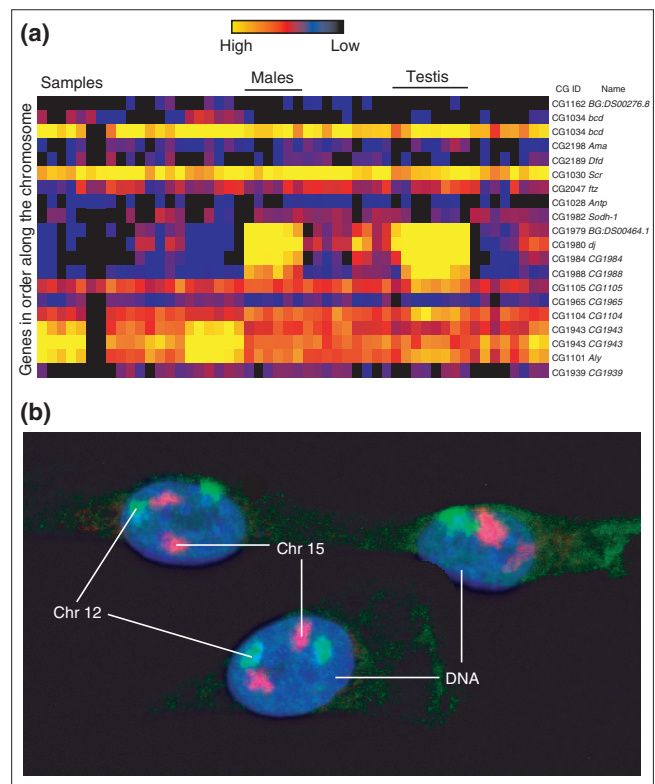 (a)
High Low
Samples Males Testis
CG ID Name
Genes in order along the chromosome
CG1162 BG:DS00276.8
CG1034 bcd
CG1034 bcd
CG2198 Ama
CG2189 Dfd
CG1030 Scr
CG2047 ftz
CG1028 Antp
CG1982 Sodh-1
CG1979 BG:DS00464.1
CG1980 dj
CG1984 CG1984
CG1988 CG1988
CG1105 CG1105
CG1965 CG1965
CG1104 CG1104
CG1943 CG1943
CG1943 CG1943
CG1101 Aly
CG1939 CG1939
(b)
Chr 15
Chr 12
DNA